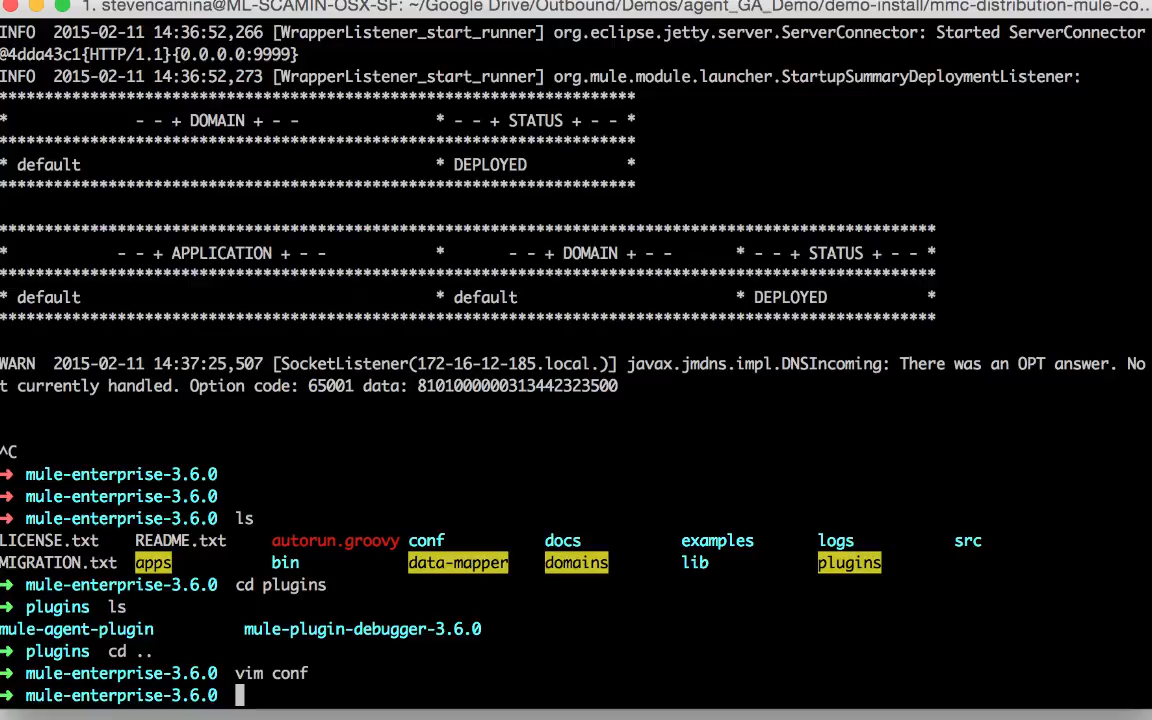 1. stevencamina@ML-SCAMIN-OSX-SF: ~/Google Drive/Outbound/Demos/agent_GA_Demo/demo-install/mmc-distribution-mule-co...
INFO  2015-02-11 14:36:52,266 [WrapperListener_start_runner] org.eclipse.jetty.server.ServerConnector: Started ServerConnector
@4dda43c1{HTTP/1.1}{0.0.0.0:9999}
INFO  2015-02-11 14:36:52,273 [WrapperListener_start_runner] org.mule.module.launcher.StartupSummaryDeploymentListener:
**********************************************************************
*              - - + DOMAIN + - -               * - - + STATUS + - - *
**********************************************************************
* default                                       * DEPLOYED           *
**********************************************************************
*******************************************************************************************************
*            - - + APPLICATION + - -            *       - - + DOMAIN + - -       * - - + STATUS + - - *
*******************************************************************************************************
* default                                       * default                        * DEPLOYED           *
*******************************************************************************************************
WARN  2015-02-11 14:37:25,507 [SocketListener(172-16-12-185.local.)] javax.jmdns.impl.DNSIncoming: There was an OPT answer. No
t currently handled. Option code: 65001 data: 8101000000313442323500
^C
➜  mule-enterprise-3.6.0
➜  mule-enterprise-3.6.0
➜  mule-enterprise-3.6.0  ls
LICENSE.txt    README.txt     autorun.groovy conf           docs           examples       logs           src
MIGRATION.txt  apps           bin            data-mapper    domains        lib            plugins
➜  mule-enterprise-3.6.0  cd plugins
➜  plugins  ls
mule-agent-plugin          mule-plugin-debugger-3.6.0
➜  plugins  cd ..
➜  mule-enterprise-3.6.0  vim conf
➜  mule-enterprise-3.6.0